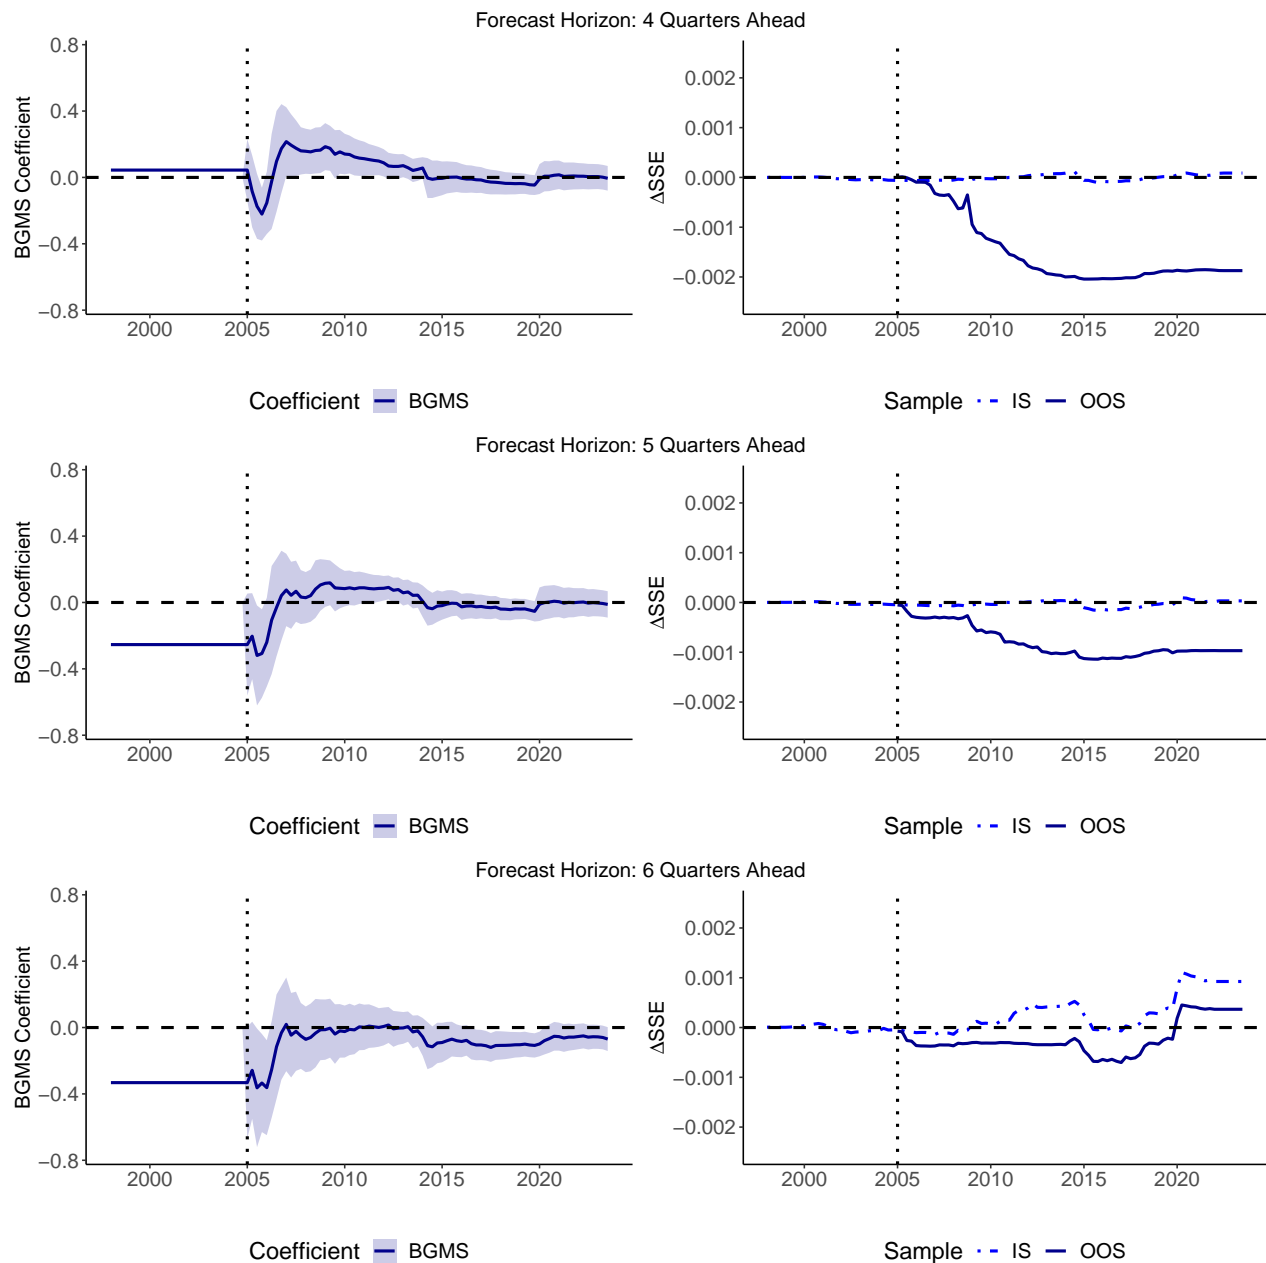 Forecast Horizon: 4 Quarters Ahead
BGMS Coefficient
0.8
0.4
0.0
−0.4
−0.8
2000 2005 2010 2015 2020
ΔSSE
0.002
0.001
0.000
−0.001
−0.002
2000 2005 2010 2015 2020
Coefficient BGMS
Sample IS OOS
Forecast Horizon: 5 Quarters Ahead
BGMS Coefficient
0.8
0.4
0.0
−0.4
−0.8
2000 2005 2010 2015 2020
ΔSSE
0.002
0.001
0.000
−0.001
−0.002
2000 2005 2010 2015 2020
Coefficient BGMS
Sample IS OOS
Forecast Horizon: 6 Quarters Ahead
BGMS Coefficient
0.8
0.4
0.0
−0.4
−0.8
2000 2005 2010 2015 2020
ΔSSE
0.002
0.001
0.000
−0.001
−0.002
2000 2005 2010 2015 2020
Coefficient BGMS
Sample IS OOS